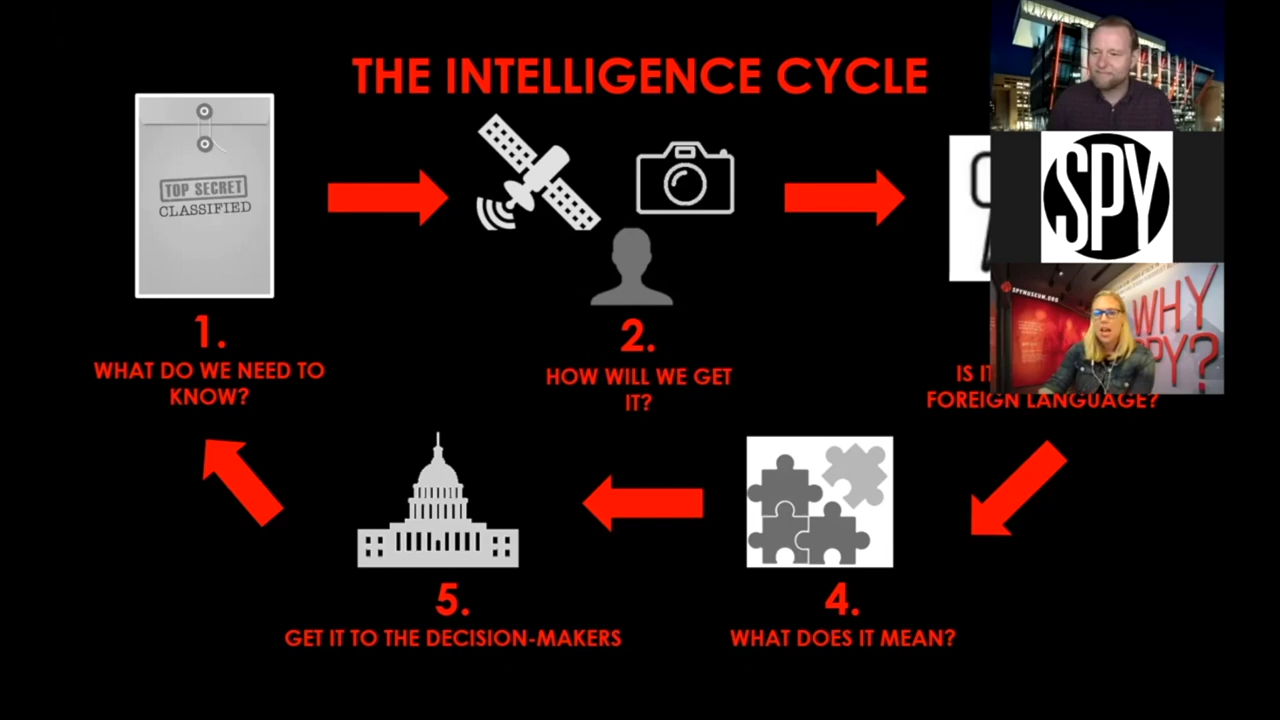 THE INTELLIGENCE CYCLE
TOP SECRET
CLASSIFIED
SPY
SPYMUSEUM.ORG
WHY
SPY?
1.
WHAT DO WE NEED TO
KNOW?
2.
HOW WILL WE GET
IT?
IS IT
FOREIGN LANGUAGE?
5.
GET IT TO THE DECISION-MAKERS
4.
WHAT DOES IT MEAN?